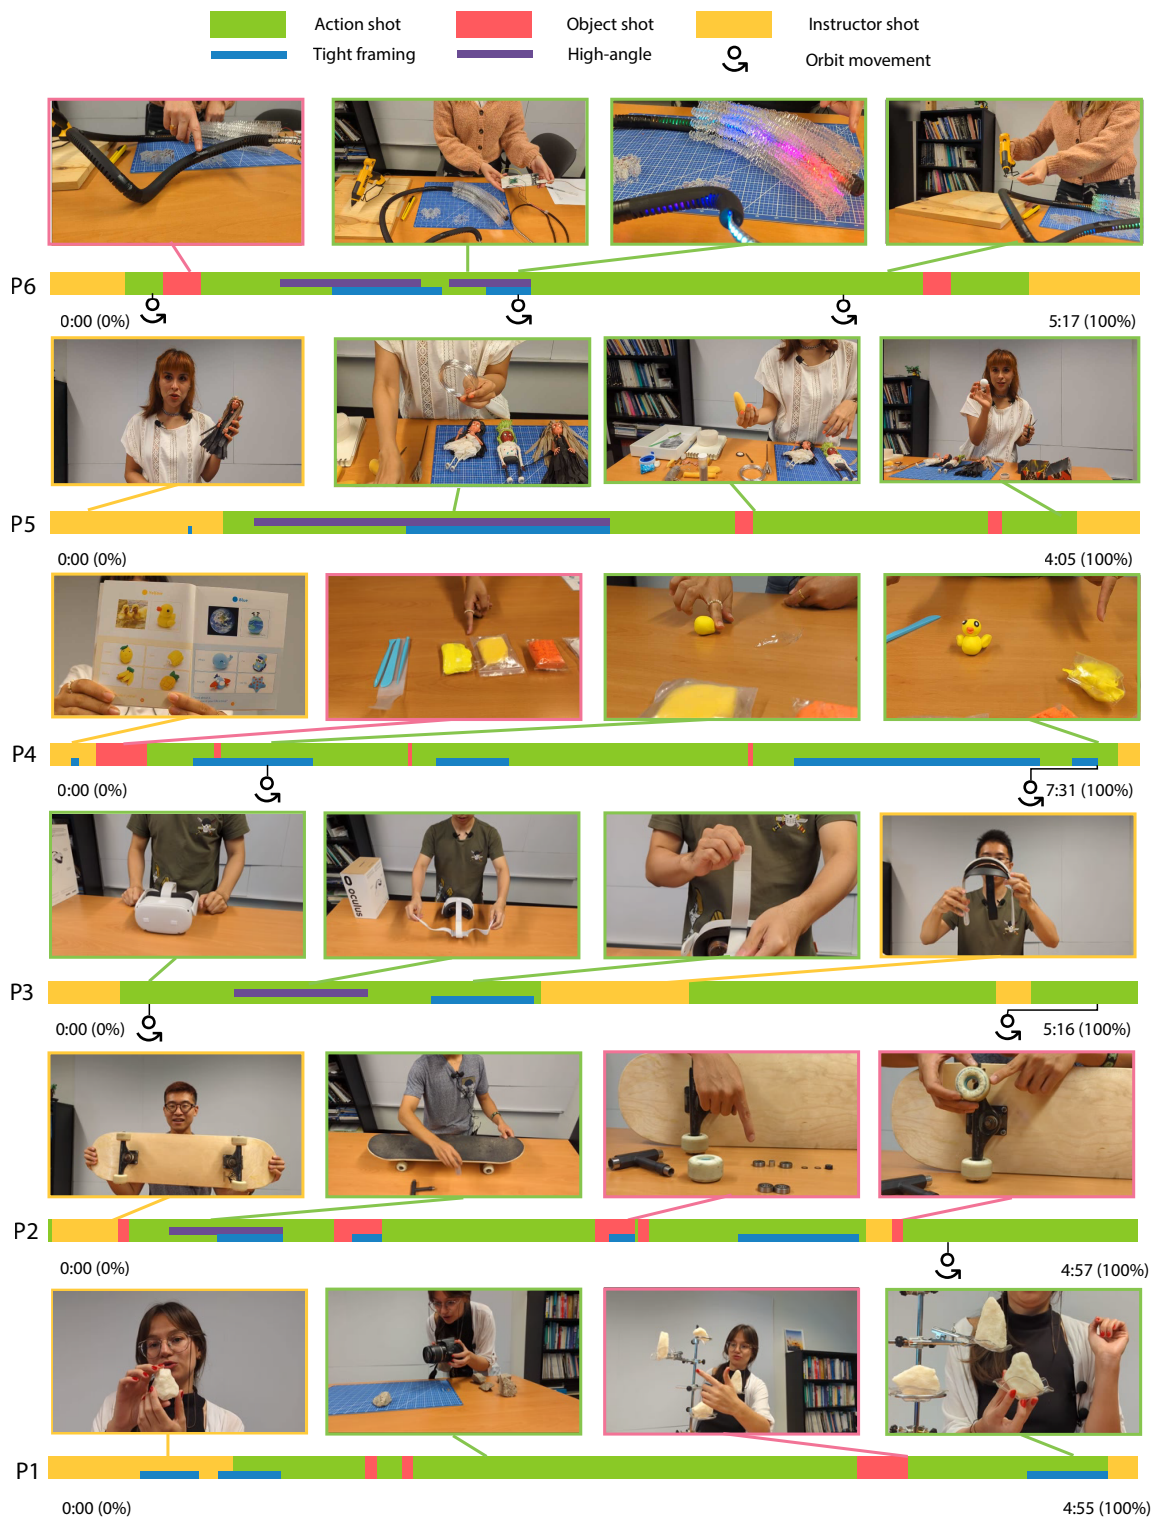 Action shot
Object shot
Instructor shot
Tight framing
High-angle
Orbit movement
P6
0:00 (0%)
5:17 (100%)
P5
0:00 (0%)
4:05 (100%)
Blue
P4
0:00 (0%)
7:31 (100%)
oculus
P3
0:00 (0%)
5:16 (100%)
P2
0:00 (0%)
4:57 (100%)
P1
0:00 (0%)
4:55 (100%)